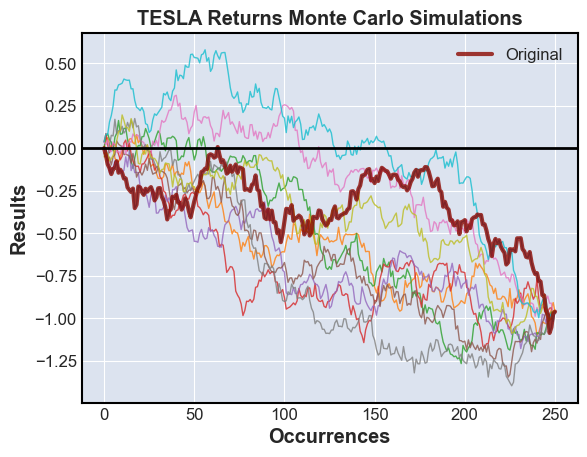 TESLA Returns Monte Carlo Simulations
Original
0.50
0.25
0.00
−0.25
−0.50
−0.75
−1.00
−1.25
Results
0 50 100 150 200 250
Occurrences